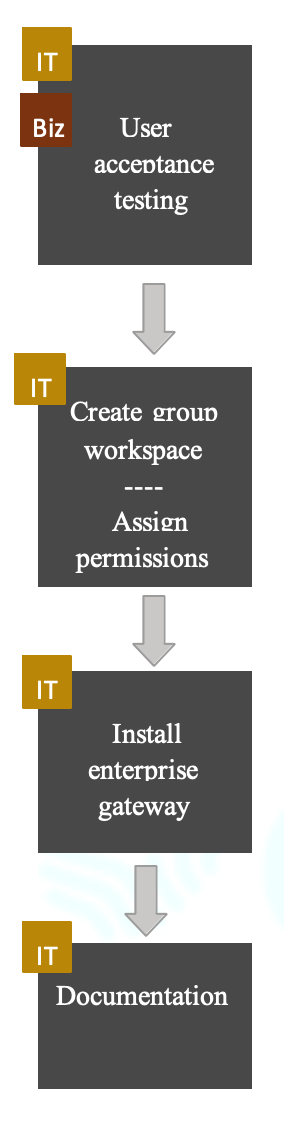 IT
Biz
User
acceptance
testing
IT
Create group
workspace
----
Assign
permissions
IT
Install
enterprise
gateway
IT
Documentation